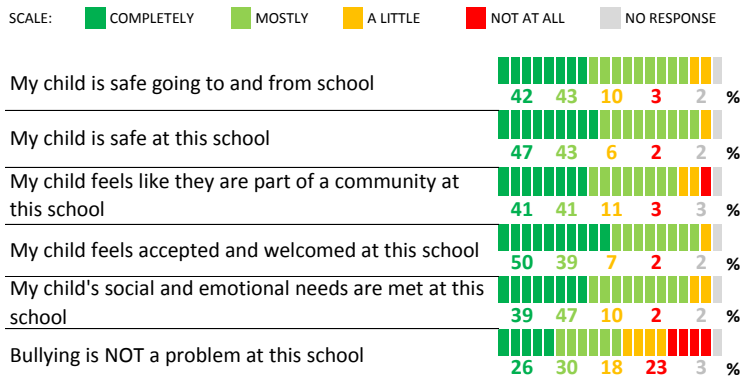 SCALE: COMPLETELY MOSTLY A LITTLE NOT AT ALL NO RESPONSE
My child is safe going to and from school
42 43 10 3 2 %
My child is safe at this school
47 43 6 2 2 %
My child feels like they are part of a community at
this school
41 41 11 3 3 %
My child feels accepted and welcomed at this school
50 39 7 2 2 %
My child's social and emotional needs are met at this
school
39 47 10 2 2 %
Bullying is NOT a problem at this school
26 30 18 23 3 %